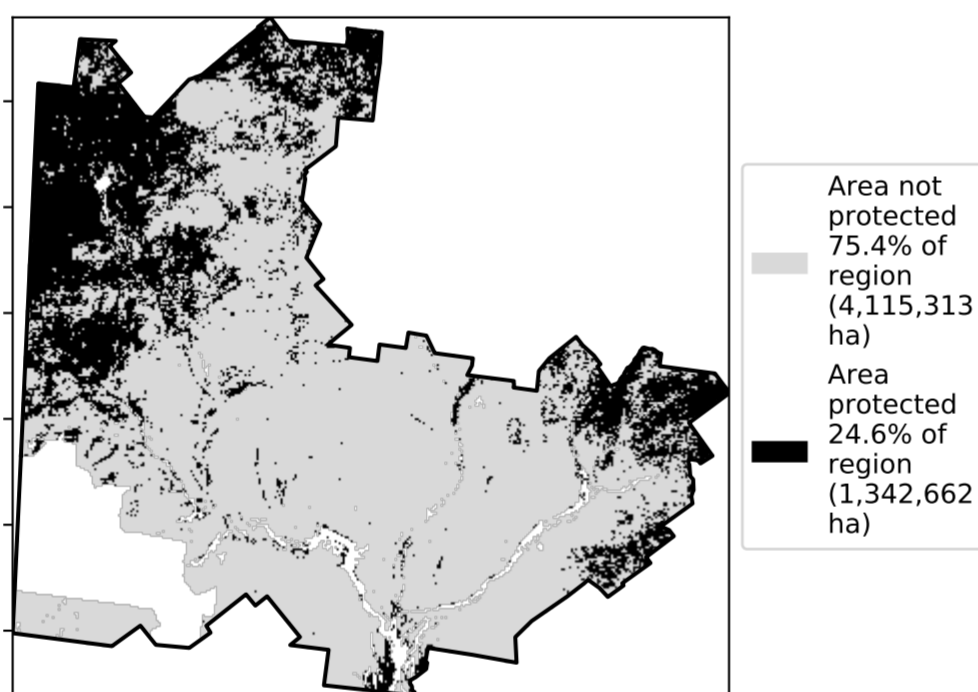 Area not
protected
75.4% of
region
(4,115,313
ha)
Area
protected
24.6% of
region
(1,342,662
ha)